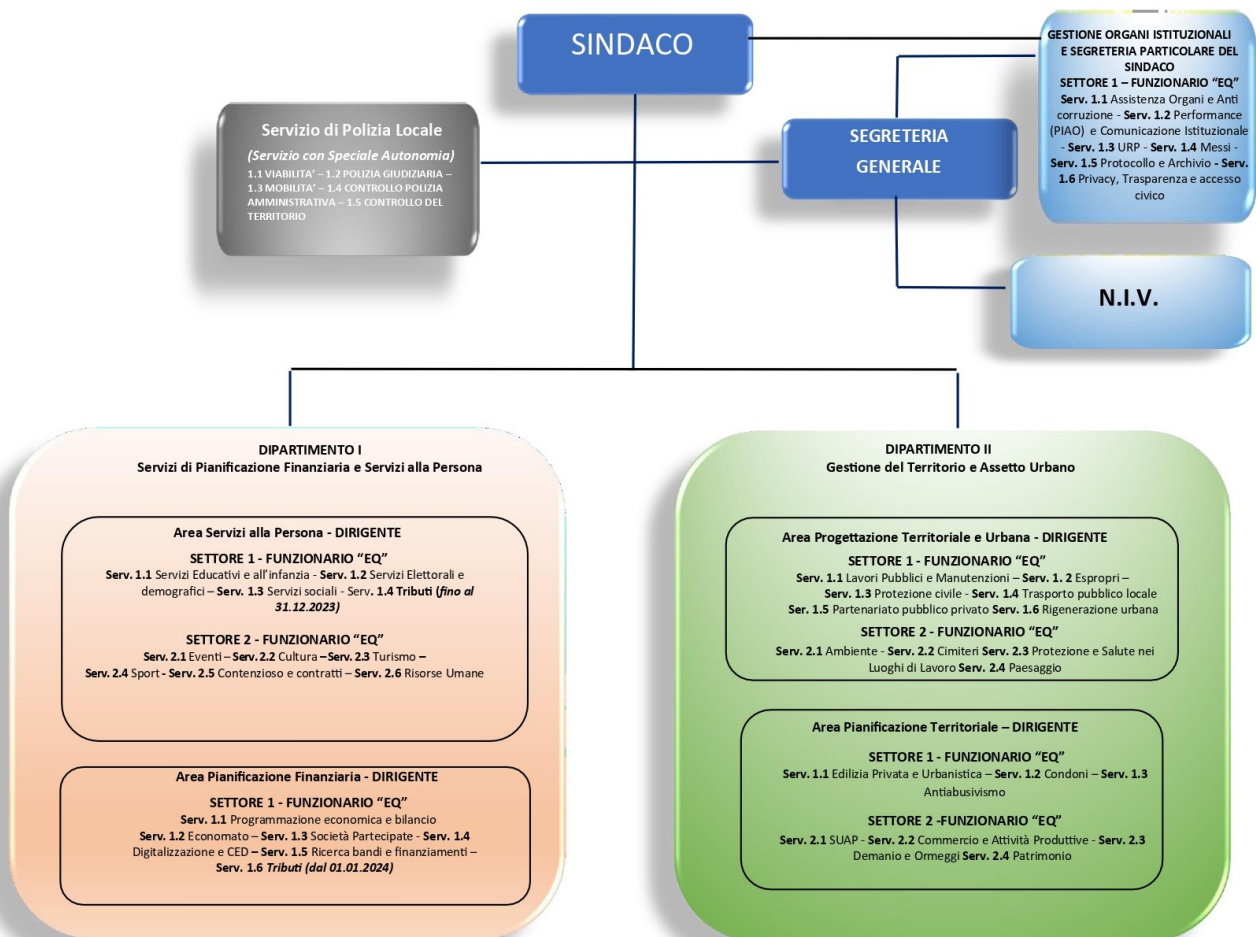 SINDACO
GESTIONE ORGANI ISTITUZIONALI
E SEGRETERIA PARTICOLARE DEL
SINDACO
SETTORE 1 – FUNZIONARIO “EQ”
Serv. 1.1 Assistenza Organi e Anti
corruzione - Serv. 1.2 Performance
(PIAO) e Comunicazione Istituzionale
- Serv. 1.3 URP - Serv. 1.4 Messi -
Serv. 1.5 Protocollo e Archivio - Serv.
1.6 Privacy, Trasparenza e accesso
civico
Servizio di Polizia Locale
(Servizio con Speciale Autonomia)
1.1 VIABILITA’ – 1.2 POLIZIA GIUDIZIARIA –
1.3 MOBILITA’ – 1.4 CONTROLLO POLIZIA
AMMINISTRATIVA – 1.5 CONTROLLO DEL
TERRITORIO
SEGRETERIA
GENERALE
N.I.V.
DIPARTIMENTO I
Servizi di Pianificazione Finanziaria e Servizi alla Persona
Area Servizi alla Persona - DIRIGENTE
SETTORE 1 - FUNZIONARIO “EQ”
Serv. 1.1 Servizi Educativi e all’infanzia - Serv. 1.2 Servizi Elettorali e
demografici – Serv. 1.3 Servizi sociali - Serv. 1.4 Tributi (fino al
31.12.2023)
SETTORE 2 - FUNZIONARIO “EQ”
Serv. 2.1 Eventi – Serv. 2.2 Cultura – Serv. 2.3 Turismo –
Serv. 2.4 Sport - Serv. 2.5 Contenzioso e contratti – Serv. 2.6 Risorse Umane
Area Pianificazione Finanziaria - DIRIGENTE
SETTORE 1 - FUNZIONARIO “EQ”
Serv. 1.1 Programmazione economica e bilancio
Serv. 1.2 Economato – Serv. 1.3 Società Partecipate - Serv. 1.4
Digitalizzazione e CED – Serv. 1.5 Ricerca bandi e finanziamenti –
Serv. 1.6 Tributi (dal 01.01.2024)
DIPARTIMENTO II
Gestione del Territorio e Assetto Urbano
Area Progettazione Territoriale e Urbana - DIRIGENTE
SETTORE 1 - FUNZIONARIO “EQ”
Serv. 1.1 Lavori Pubblici e Manutenzioni – Serv. 1. 2 Espropri –
Serv. 1.3 Protezione civile - Serv. 1.4 Trasporto pubblico locale
Ser. 1.5 Partenariato pubblico privato Serv. 1.6 Rigenerazione urbana
SETTORE 2 - FUNZIONARIO “EQ”
Serv. 2.1 Ambiente - Serv. 2.2 Cimiteri Serv. 2.3 Protezione e Salute nei
Luoghi di Lavoro Serv. 2.4 Paesaggio
Area Pianificazione Territoriale – DIRIGENTE
SETTORE 1 - FUNZIONARIO “EQ”
Serv. 1.1 Edilizia Privata e Urbanistica – Serv. 1.2 Condoni – Serv. 1.3
Antiabusivismo
SETTORE 2 -FUNZIONARIO “EQ”
Serv. 2.1 SUAP - Serv. 2.2 Commercio e Attività Produttive - Serv. 2.3
Demanio e Ormeggi Serv. 2.4 Patrimonio